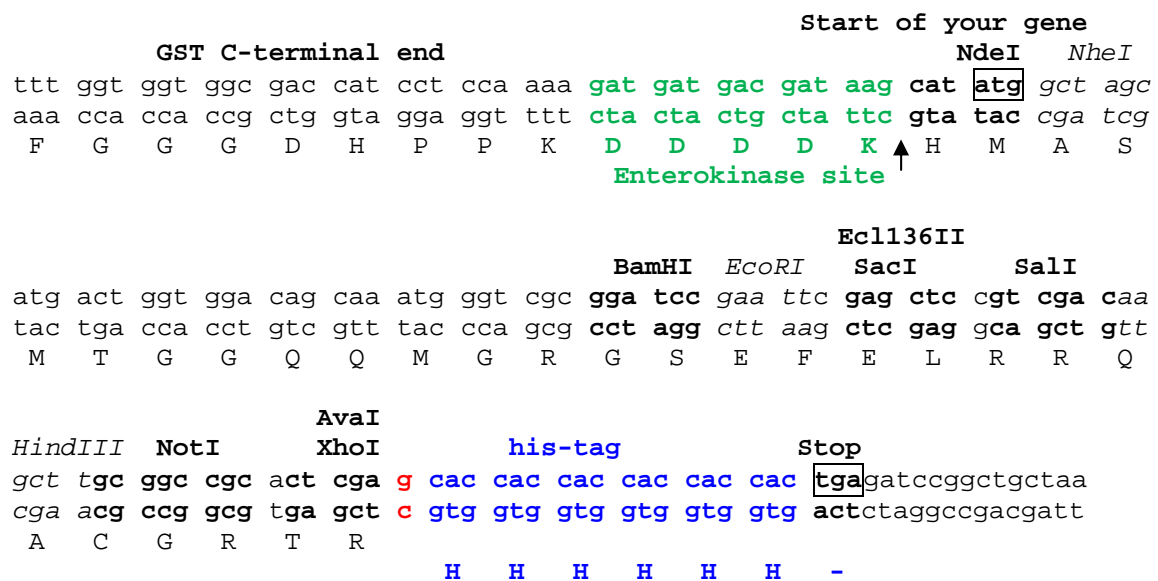 Start of your gene
GST C-terminal end NdeI NheI
ttt ggt ggt ggc gac cat cct cca aaa gat gat gac gat aag cat atg gct agc
aaa cca cca ccg ctg gta gga ggt ttt cta cta ctg cta ttc gta tac cga tcg
F G G G D H P P K D D D D K H M A S
Enterokinase site
Ecl136II
BamHI EcoRI SacI SalI
atg act ggt gga cag caa atg ggt cgc gga tcc gaa ttc gag ctc cgt cga caa
tac tga cca cct gtc gtt tac cca gcg cct agg ctt aag ctc gag gca gct gtt
M T G G Q Q M G R G S E F E L R R Q
AvaI
HindIII NotI XhoI his-tag Stop
gct tgc ggc cgc act cga g cac cac cac cac cac cac tgagatccggctgctaa
cga acg ccg gcg tga gct c gtg gtg gtg gtg gtg gtg actctaggccgacgatt
A C G R T R
H H H H H H -